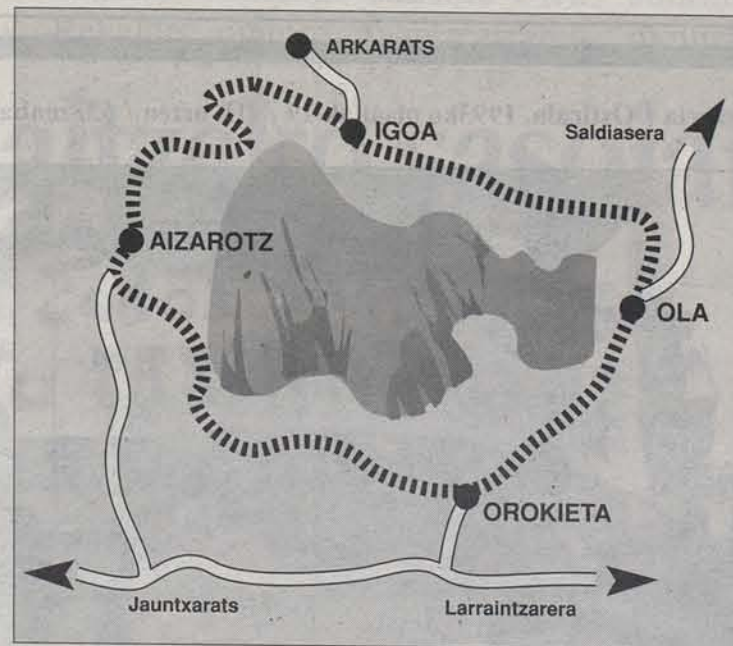 ARKARATS
IGOA
Saldiasera
AIZAROTZ
OLA
OROKIETA
Jauntxarats
Larraintzarera